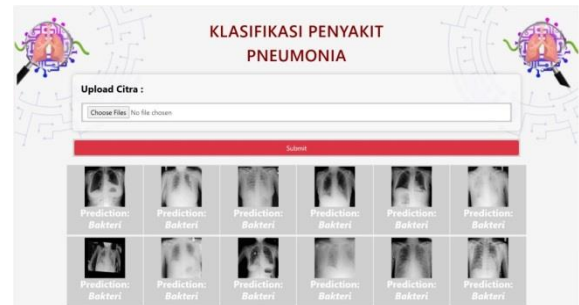 KLASIFIKASI PENYAKIT
PNEUMONIA
Upload Citra :
Choose Files No file chosen
Submit
Prediction: Prediction: Prediction: Prediction: Prediction: Prediction:
Bakteri Bakteri Bakteri Bakteri Bakteri Bakteri
Prediction: Prediction: Prediction: Prediction: Prediction: Prediction:
Bakteri Bakteri Bakteri Bakteri Bakteri Bakteri